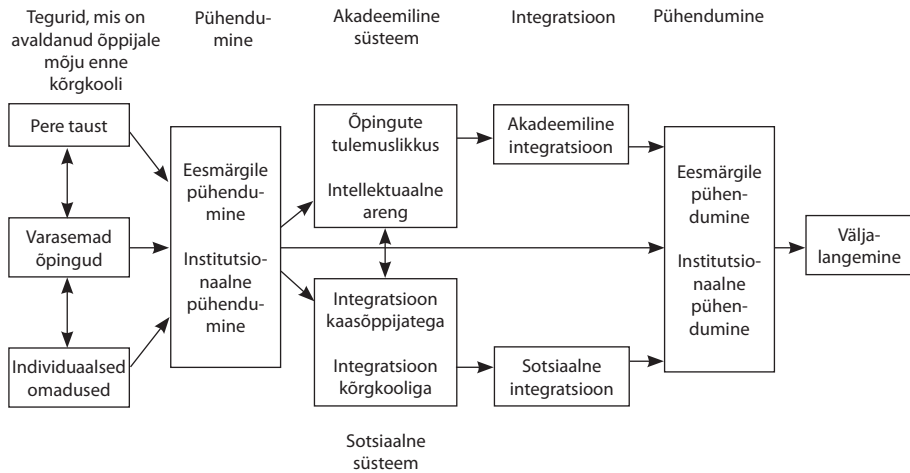 Tegurid, mis on
avaldanud õppijale
mõju enne
kõrgkooli
Pühendu-
mine
Akadeemiline
süsteem
Integratsioon
Pühendumine
Pere taust
Varasemad
õpingud
Individuaalsed
omadused
Eesmärgile
pühendu-
mine
Institutsio-
naalne
pühendu-
mine
Õpingute
tulemuslikkus
Intellektuaalne
areng
Integratsioon
kaasõppijatega
Integratsioon
kõrgkooliga
Sotsiaalne
süsteem
Akadeemiline
integratsioon
Sotsiaalne
integratsioon
Eesmärgile
pühen-
dumine
Institutsio-
naalne
pühen-
dumine
Välja-
langemine